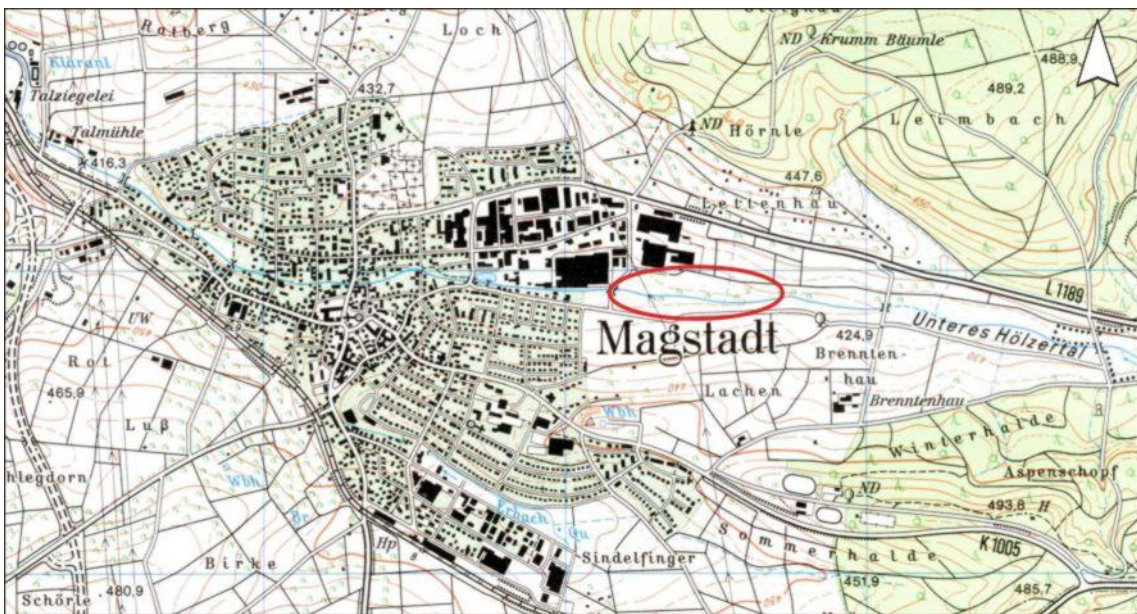 Ratberg
Loch
ND
Krumm Bäumle
488,9
Kläranl
489,2
Talziegelei
432,7
ND
Hörnle
Leimbach
Talmühle
416,3
447,6
Lettenhau
450
L 1189
UW
Magstadt
424,9
Unteres Hölzertal
Rot
Brennten-
hau
465,9
Lachen
Brenntenhau
Luß
Wbh
Winterhalde
Aspenschopf
hlegdorn
Wbh
ND
493,8
H
Erbach
Br
Qu
Sommerhalde
K 1005
Hp
Birke
Sindelfinger
451,9
485,7
Schörle
480,9